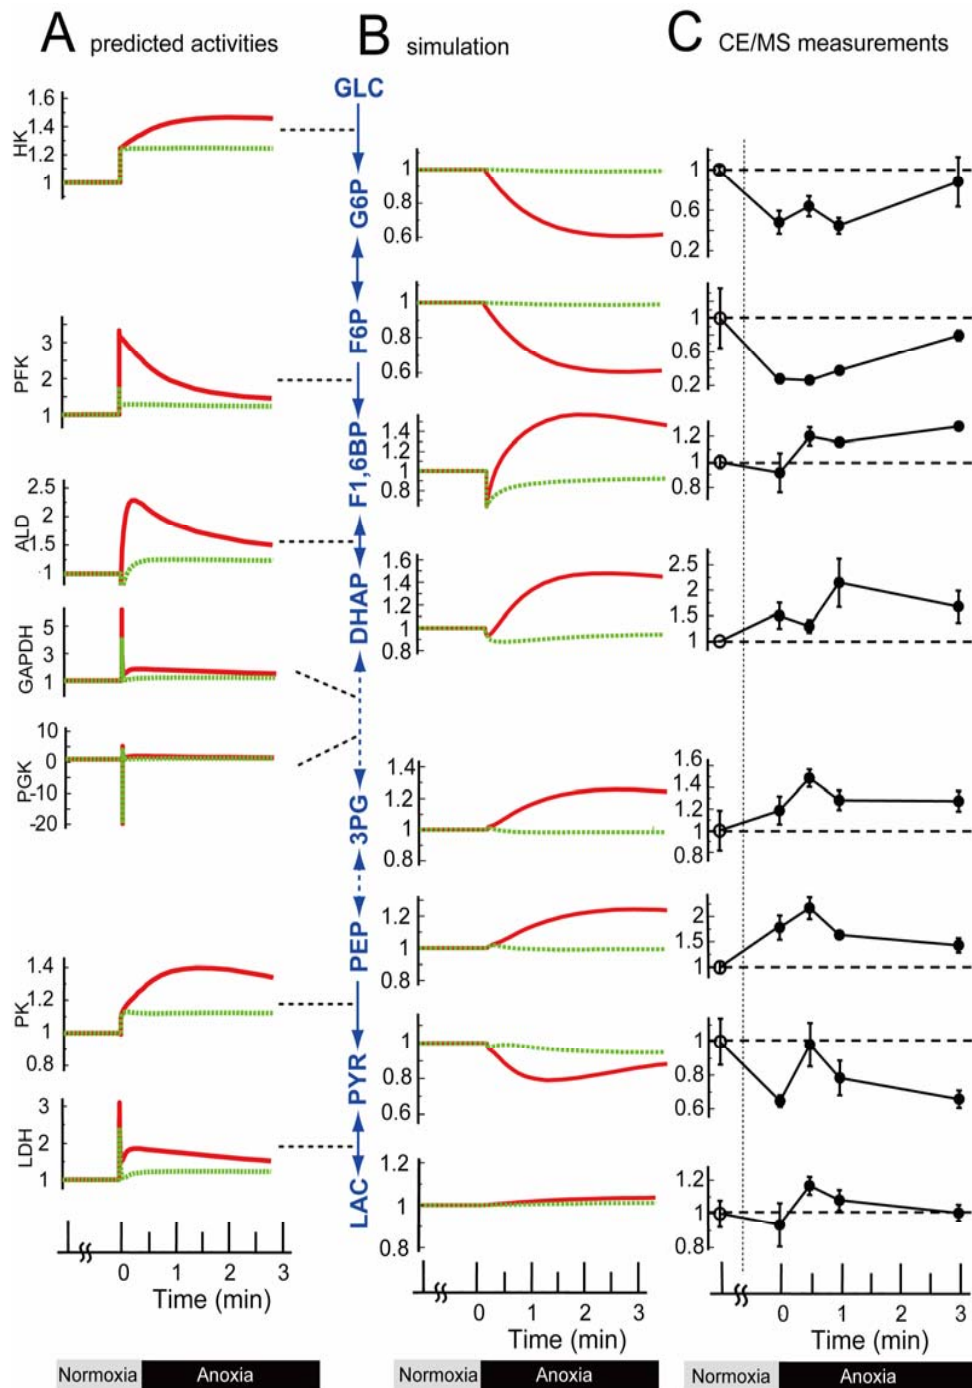 A predicted activities
B simulation
C CE/MS measurements
GLC
G6P
F6P
F1,6BP
DHAP
3PG
PEP
PYR
LAC
HK
1.6
1.4
1.2
1
PFK
3
2
1
ALD
2.5
2
1.5
1
GAPDH
5
3
1
PGK
10
0
-10
-20
PK
1.4
1.2
1
0.8
LDH
3
2
1
0 1 2 3
Time (min)
Normoxia Anoxia
1
0.8
0.6
1
0.8
0.6
1.4
1.2
1
0.8
1.6
1.4
1.2
1
0.8
1.4
1.2
1
0.8
1.4
1.2
1
0.8
1
0.8
0.6
1.2
1
0.8
0 1 2 3
Time (min)
Normoxia Anoxia
1
0.6
0.2
1
0.6
0.2
1.2
1
0.8
2.5
2
1.5
1
1.6
1.4
1.2
1
0.8
2
1.5
1
1
0.8
0.6
1.2
1
0.8
0 1 2 3
Time (min)
Normoxia Anoxia